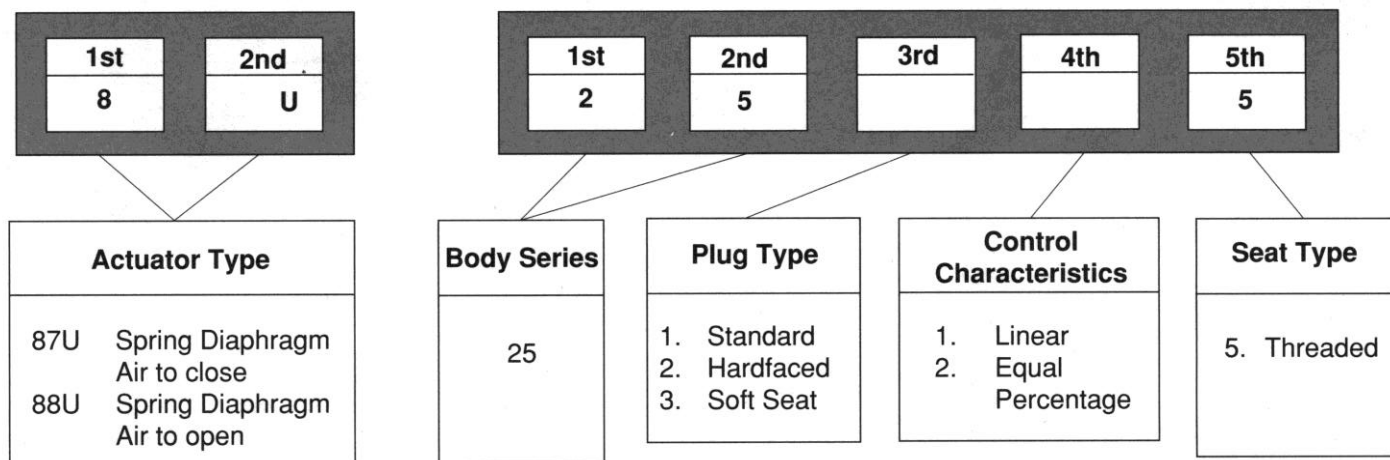 1st 2nd
8 U
1st 2nd 3rd 4th 5th
2 5 5
Actuator Type
87U Spring Diaphragm
Air to close
88U Spring Diaphragm
Air to open
Body Series
25
Plug Type
1. Standard
2. Hardfaced
3. Soft Seat
Control
Characteristics
1. Linear
2. Equal
Percentage
Seat Type
5. Threaded